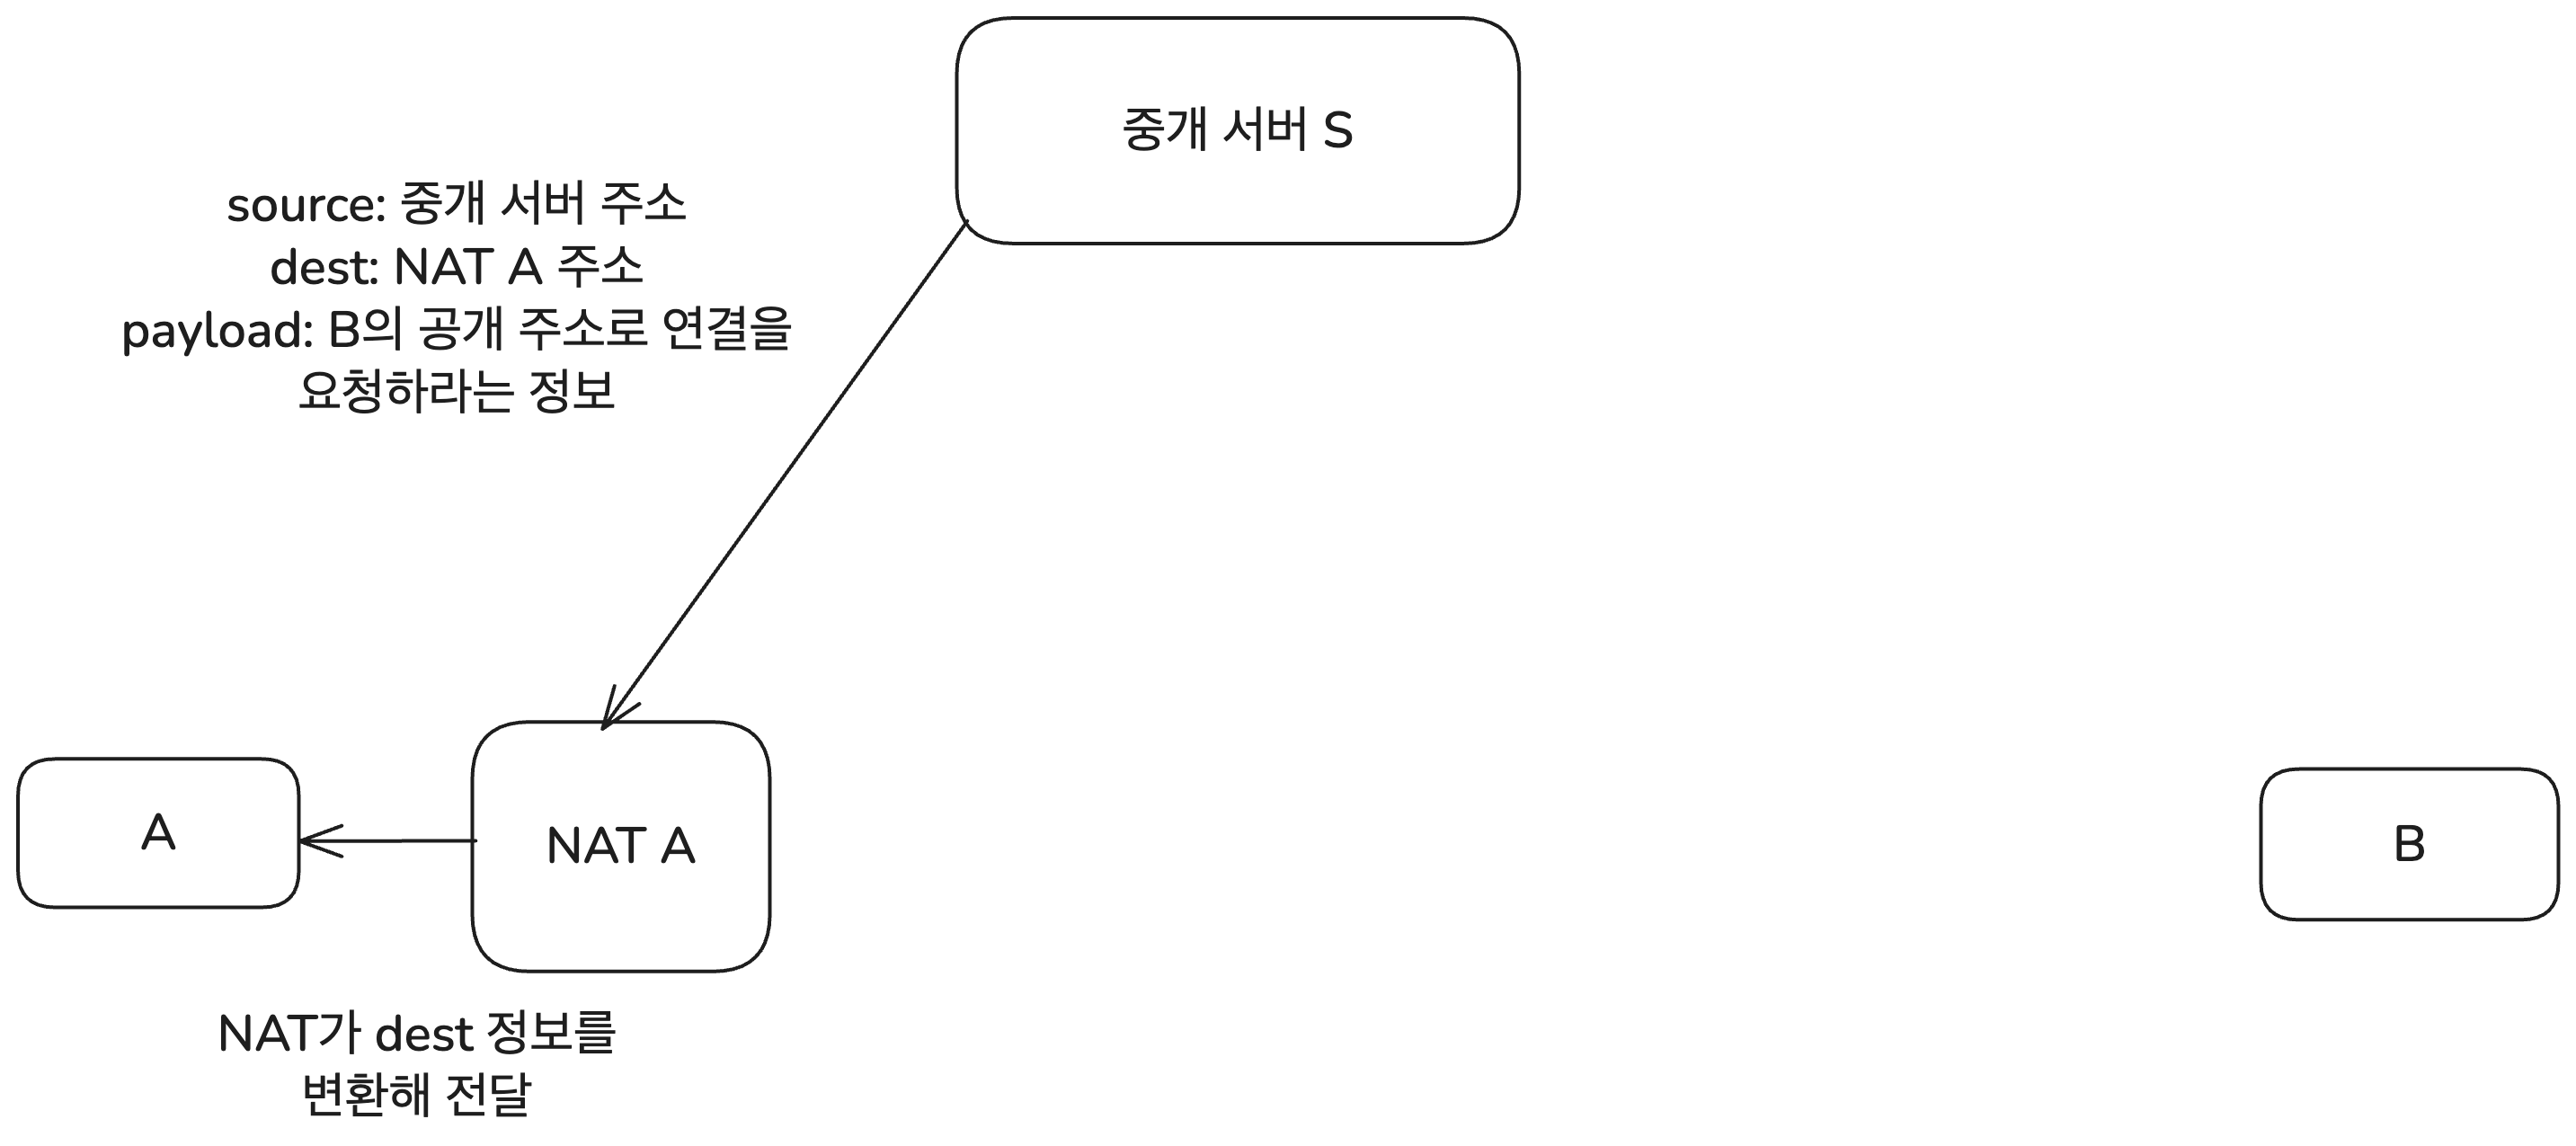 중개 서버 S
source: 중개 서버 주소
dest: NAT A 주소
payload: B의 공개 주소로 연결을
요청하라는 정보
A
NAT A
B
NAT가 dest 정보를
변환해 전달